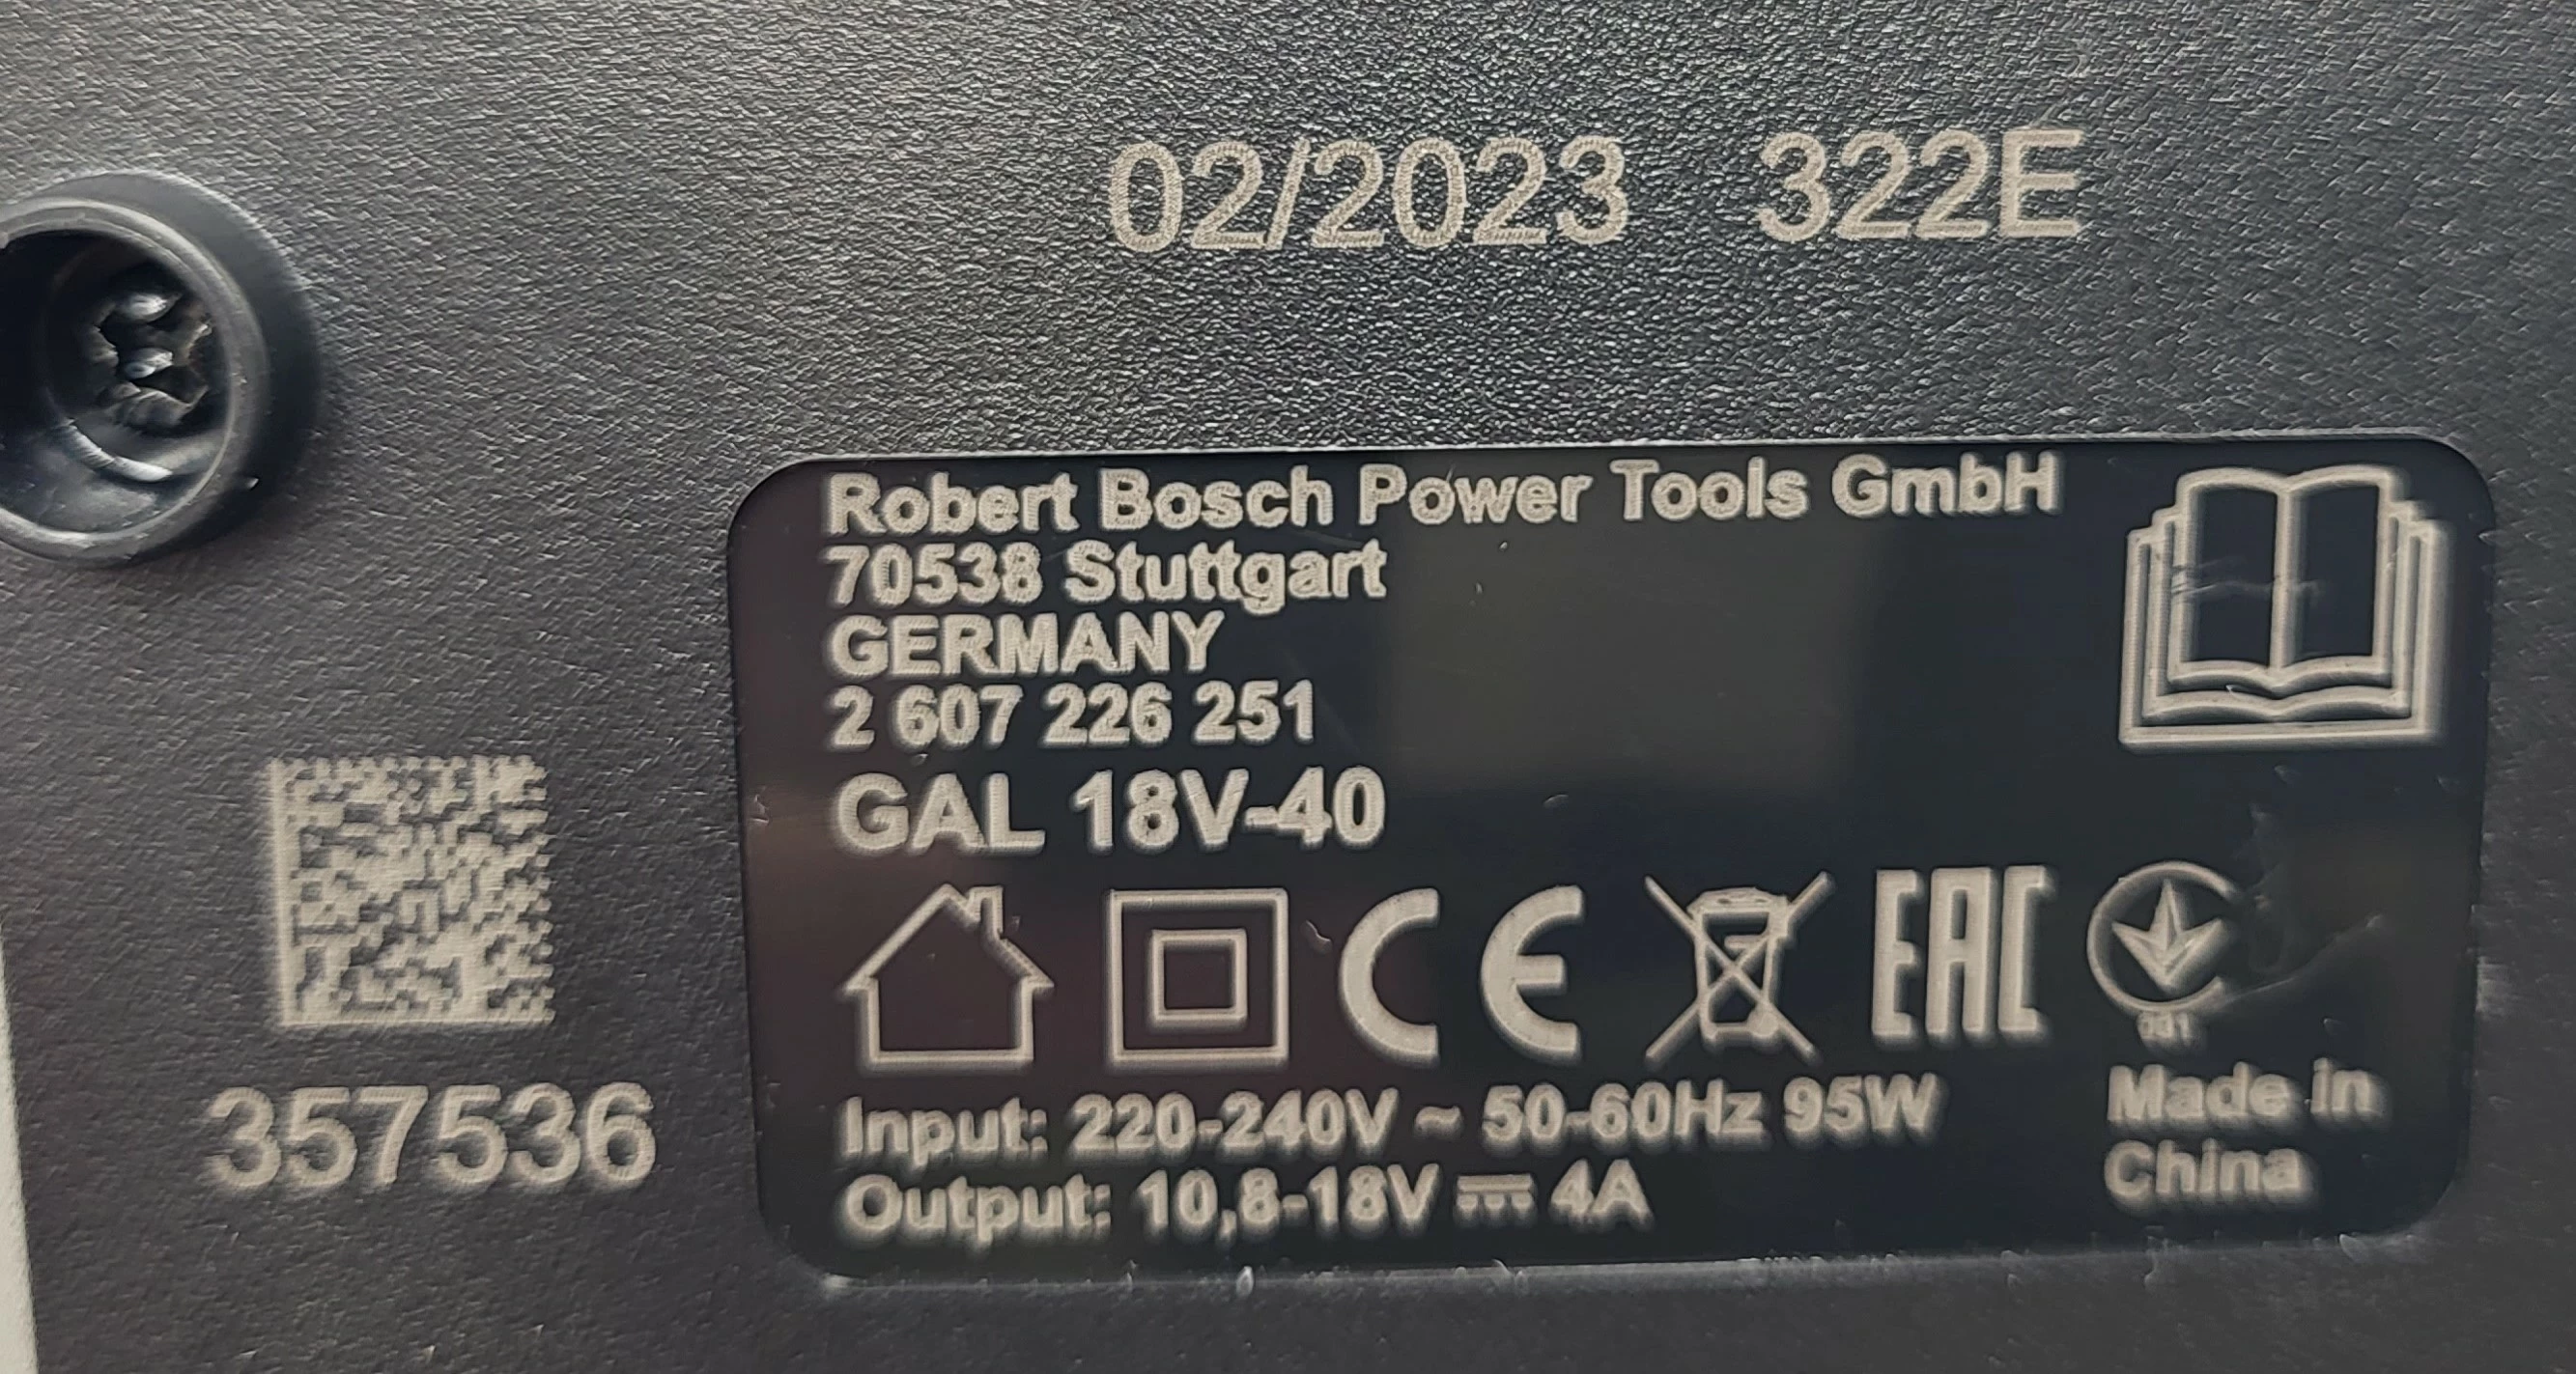 02/2023 322E
Robert Bosch Power Tools GmbH
70538 Stuttgart
GERMANY
2 607 226 251
GAL 18V-40
CE EAC
Input: 220-240V ~ 50-60Hz 95W
Output: 10,8-18V ⎓ 4A
Made in
China
357536